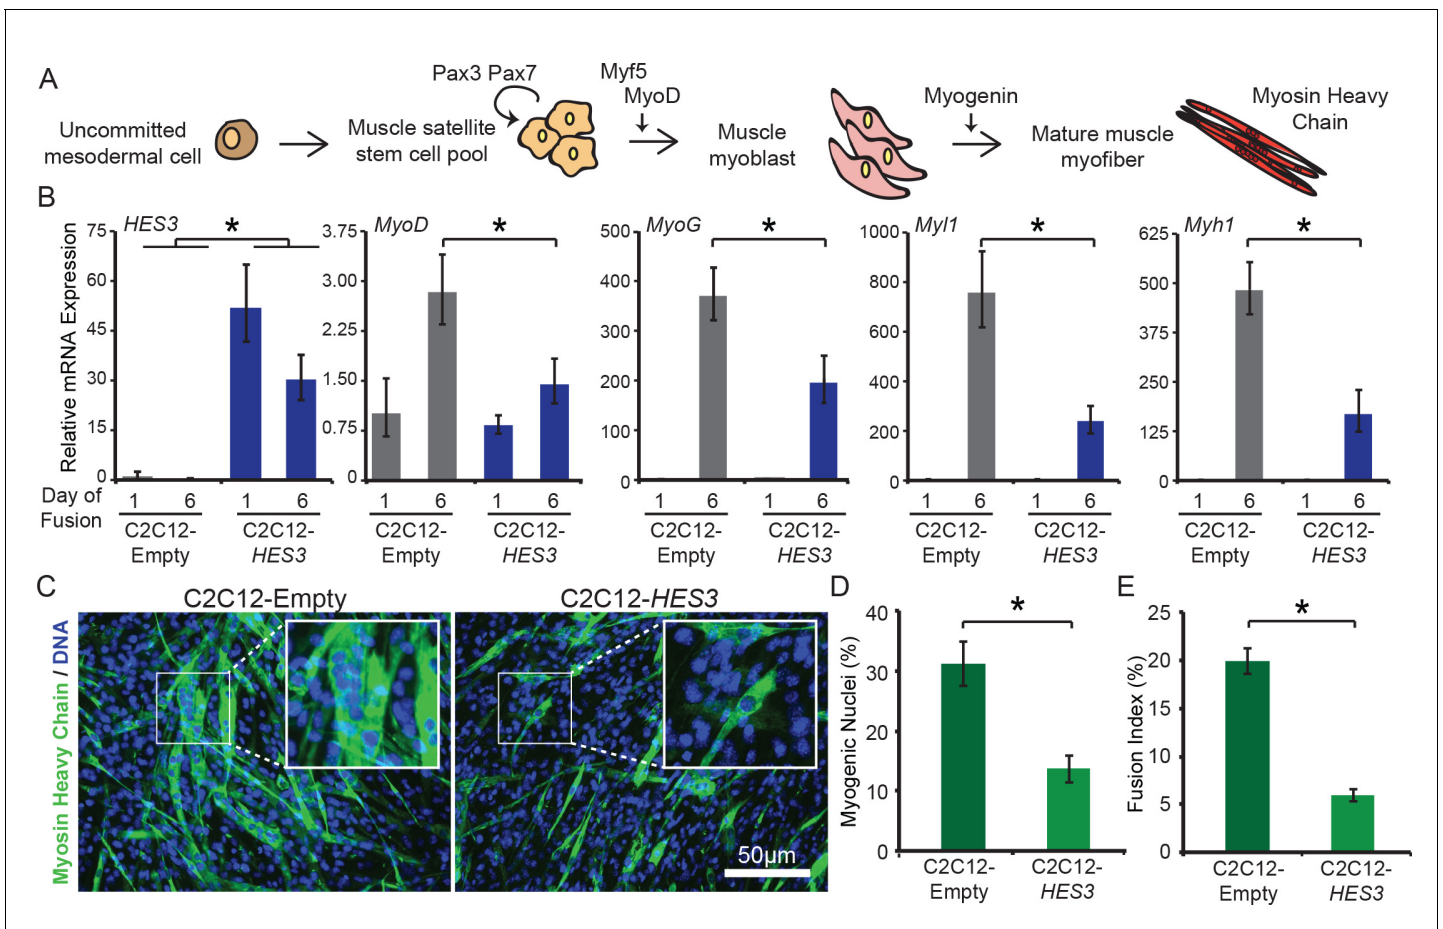 A
Uncommitted
mesodermal cell
Pax3 Pax7
Muscle satellite
stem cell pool
Myf5
MyoD
Muscle
myoblast
Myogenin
Mature muscle
myofiber
Myosin Heavy
Chain
B
Relative mRNA Expression
HES3
*
75
60
45
30
15
0
MyoD
*
3.75
3.00
2.25
1.50
0.75
0
MyoG
*
500
400
300
200
100
0
Myl1
*
1000
800
600
400
200
0
Myh1
*
625
500
375
250
125
0
Day of
Fusion
1 6 1 6
C2C12-
Empty
C2C12-
HES3
1 6 1 6
C2C12-
Empty
C2C12-
HES3
1 6 1 6
C2C12-
Empty
C2C12-
HES3
1 6 1 6
C2C12-
Empty
C2C12-
HES3
1 6 1 6
C2C12-
Empty
C2C12-
HES3
C
Myosin Heavy Chain / DNA
C2C12-Empty
C2C12-HES3
50µm
D
Myogenic Nuclei (%)
*
40
30
20
10
0
C2C12-
Empty
C2C12-
HES3
E
Fusion Index (%)
*
25
20
15
10
5
0
C2C12-
Empty
C2C12-
HES3